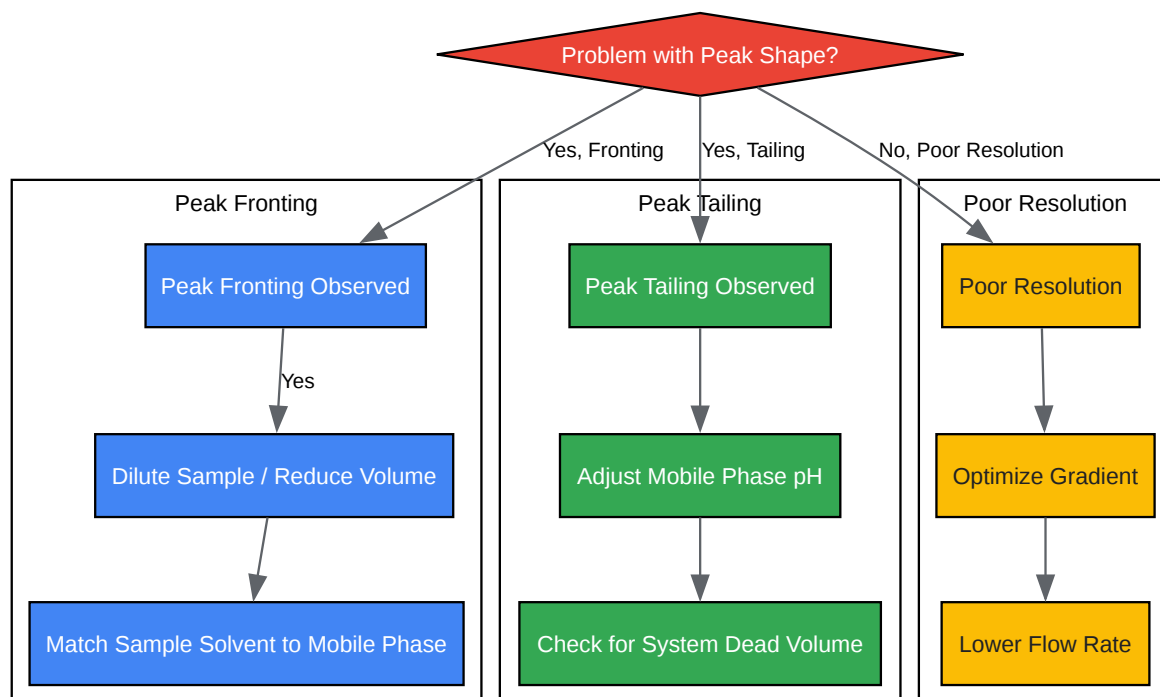 Problem with Peak Shape?
Yes, Fronting
Yes, Tailing
No, Poor Resolution
Peak Fronting
Peak Tailing
Poor Resolution
Peak Fronting Observed
Peak Tailing Observed
Poor Resolution
Yes
Dilute Sample / Reduce Volume
Adjust Mobile Phase pH
Optimize Gradient
Match Sample Solvent to Mobile Phase
Check for System Dead Volume
Lower Flow Rate